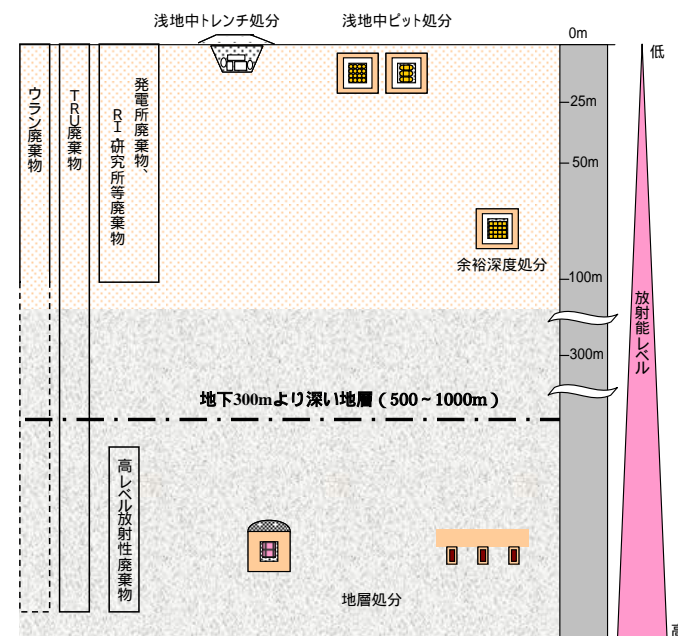 浅地中トレンチ処分
浅地中ピット処分
0m
低
ウラン廃棄物
TRU廃棄物
発電所廃棄物、
RI・研究所等廃棄物
25m
50m
余裕深度処分
100m
放射能レベル
300m
地下300mより深い地層(500~1000m)
高レベル放射性廃棄物
地層処分
高